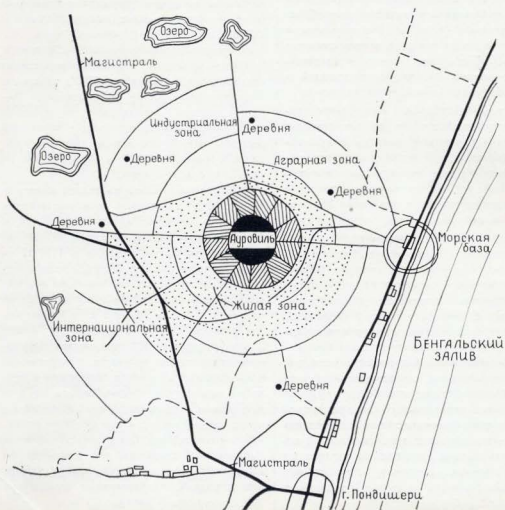 Озеро
Магистраль
Индустриальная
зона
Деревня
Аграрная зона
Деревня
Озеро
Деревня
Деревня
Ауровиль
Морская
база
Жилая зона
Интернациональная
зона
Бенгальский
залив
Деревня
Магистраль
г. Пондишери